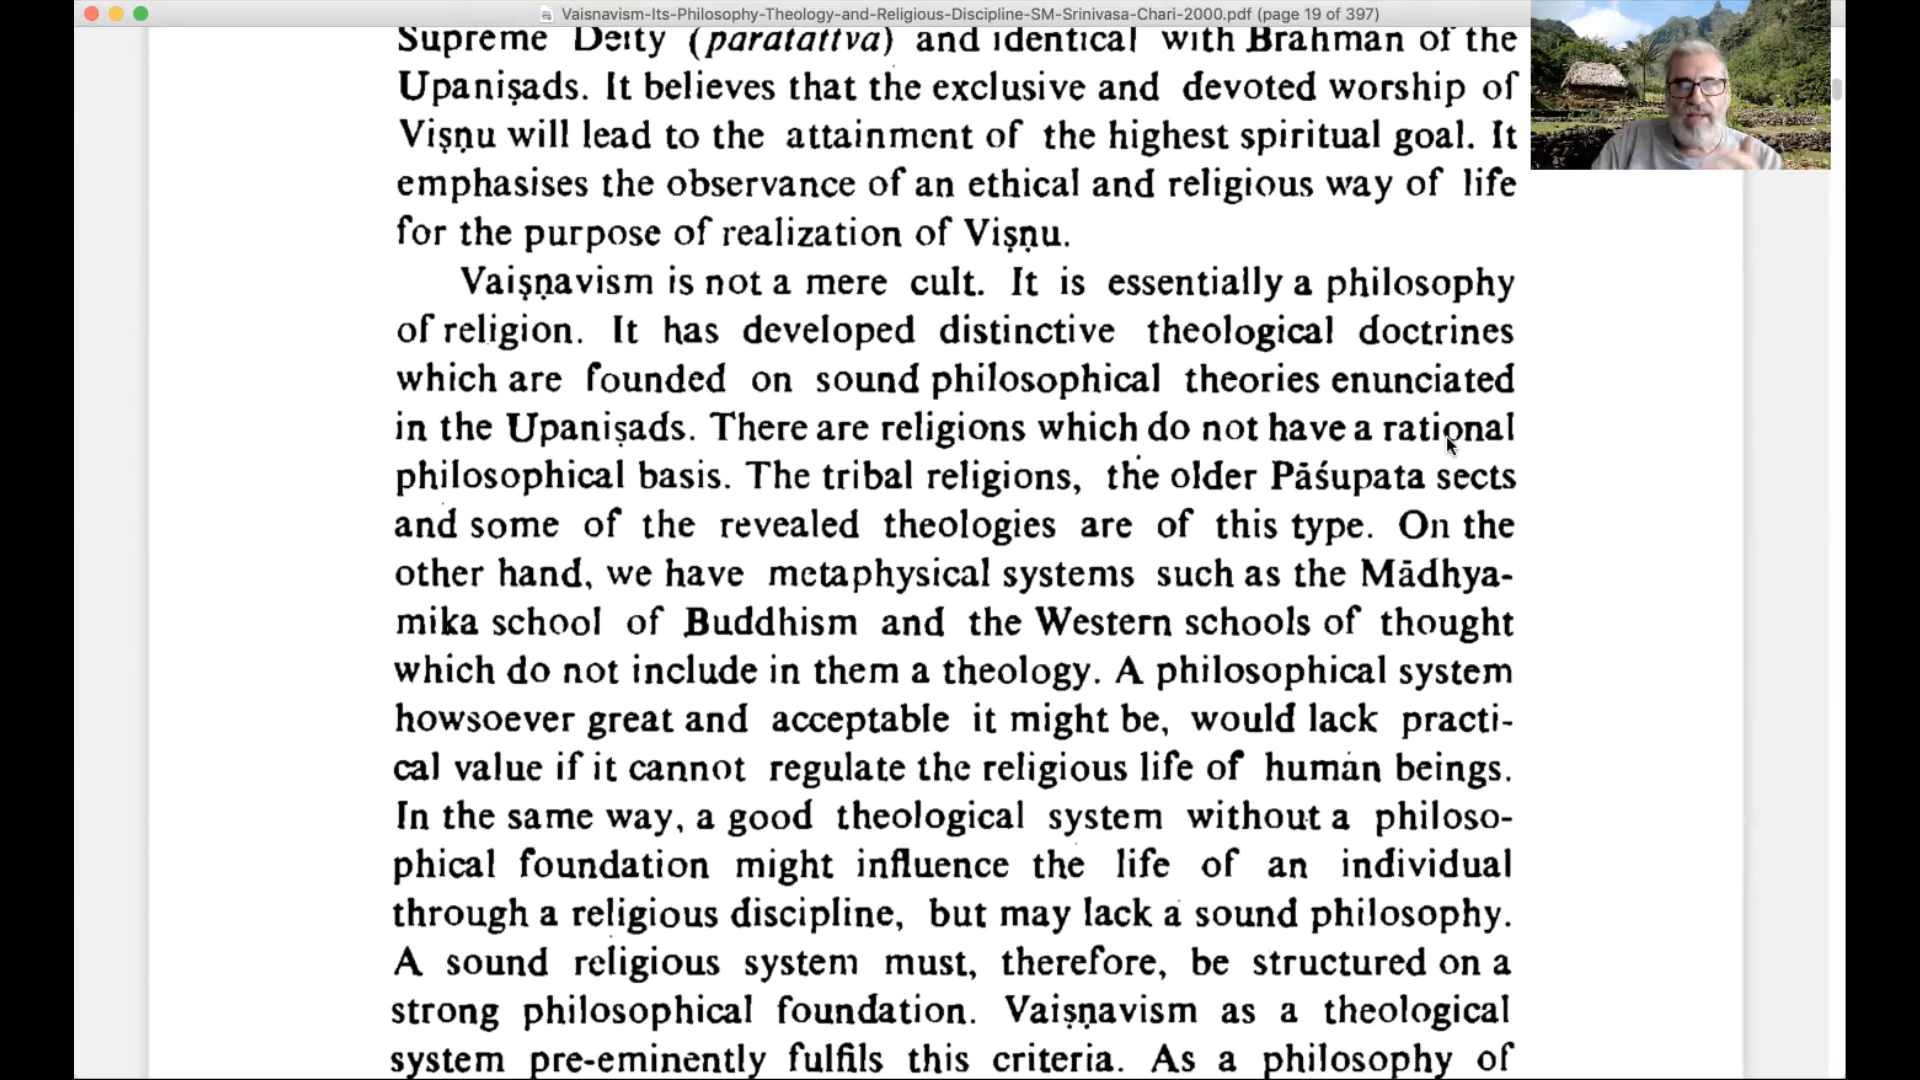 Vaisnavism-Its-Philosophy-Theology-and-Religious-Discipline-SM-Srinivasa-Chari-2000.pdf (page 19 of 397)
Supreme Deity (paratattva) and identical with Brahman of the
Upaniṣads. It believes that the exclusive and devoted worship of
Viṣṇu will lead to the attainment of the highest spiritual goal. It
emphasises the observance of an ethical and religious way of life
for the purpose of realization of Viṣṇu.
Vaiṣṇavism is not a mere cult. It is essentially a philosophy
of religion. It has developed distinctive theological doctrines
which are founded on sound philosophical theories enunciated
in the Upaniṣads. There are religions which do not have a rational
philosophical basis. The tribal religions, the older Pāśupata sects
and some of the revealed theologies are of this type. On the
other hand, we have metaphysical systems such as the Mādhya-
mika school of Buddhism and the Western schools of thought
which do not include in them a theology. A philosophical system
howsoever great and acceptable it might be, would lack practi-
cal value if it cannot regulate the religious life of human beings.
In the same way, a good theological system without a philoso-
phical foundation might influence the life of an individual
through a religious discipline, but may lack a sound philosophy.
A sound religious system must, therefore, be structured on a
strong philosophical foundation. Vaiṣṇavism as a theological
system pre-eminently fulfils this criteria. As a philosophy of